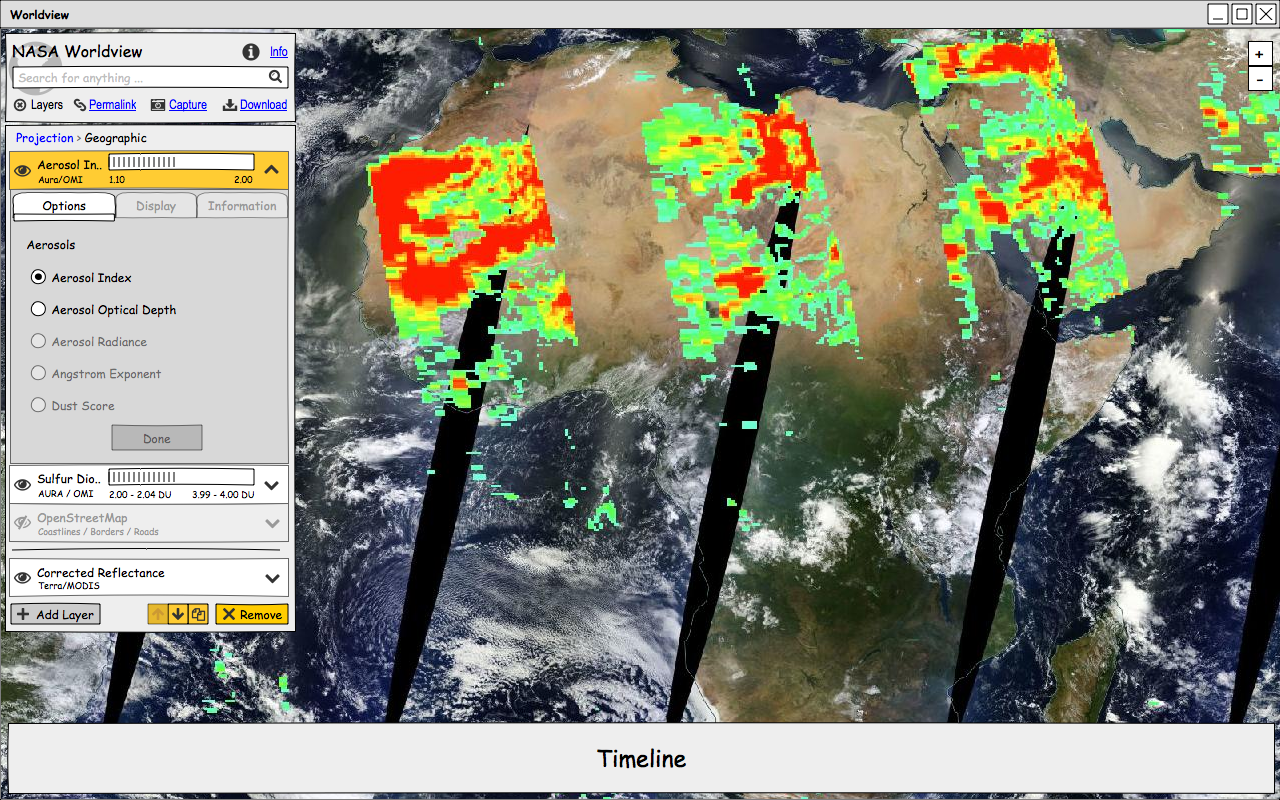 Worldview
NASA Worldview
Info
Search for anything ...
Layers
Permalink
Capture
Download
Projection > Geographic
Aerosol In..
Aura/OMI
1.10
2.00
Options
Display
Information
Aerosols
Aerosol Index
Aerosol Optical Depth
Aerosol Radiance
Angstrom Exponent
Dust Score
Done
Sulfur Dio..
AURA / OMI
2.00 - 2.04 DU
3.99 - 4.00 DU
OpenStreetMap
Coastlines / Borders / Roads
Corrected Reflectance
Terra/MODIS
+ Add Layer
Remove
+
-
Timeline